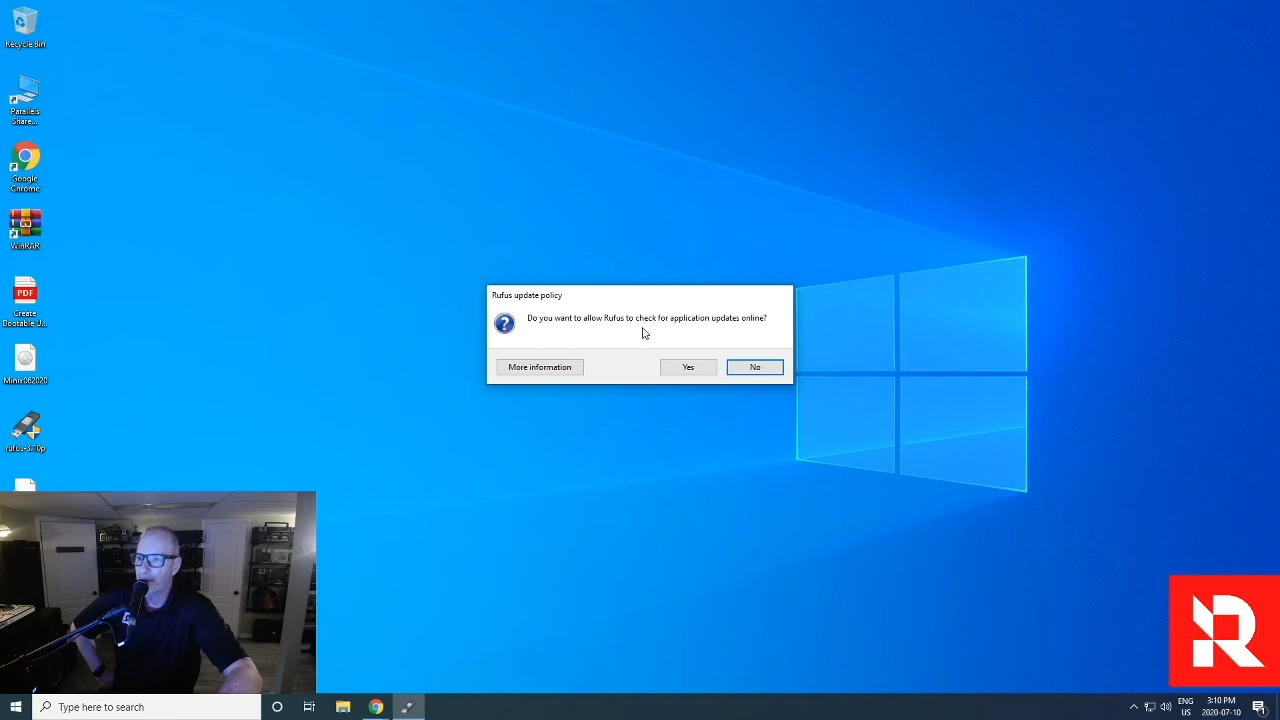 Recycle Bin
Parallels
Share...
Google
Chrome
WinRAR
PDF
Create
Bootable_U...
Minix062020
rufus-3.10p
Rufus update policy
Do you want to allow Rufus to check for application updates online?
More information
Yes
No
R
Type here to search
ENG
US
3:10 PM
2020-07-10
1